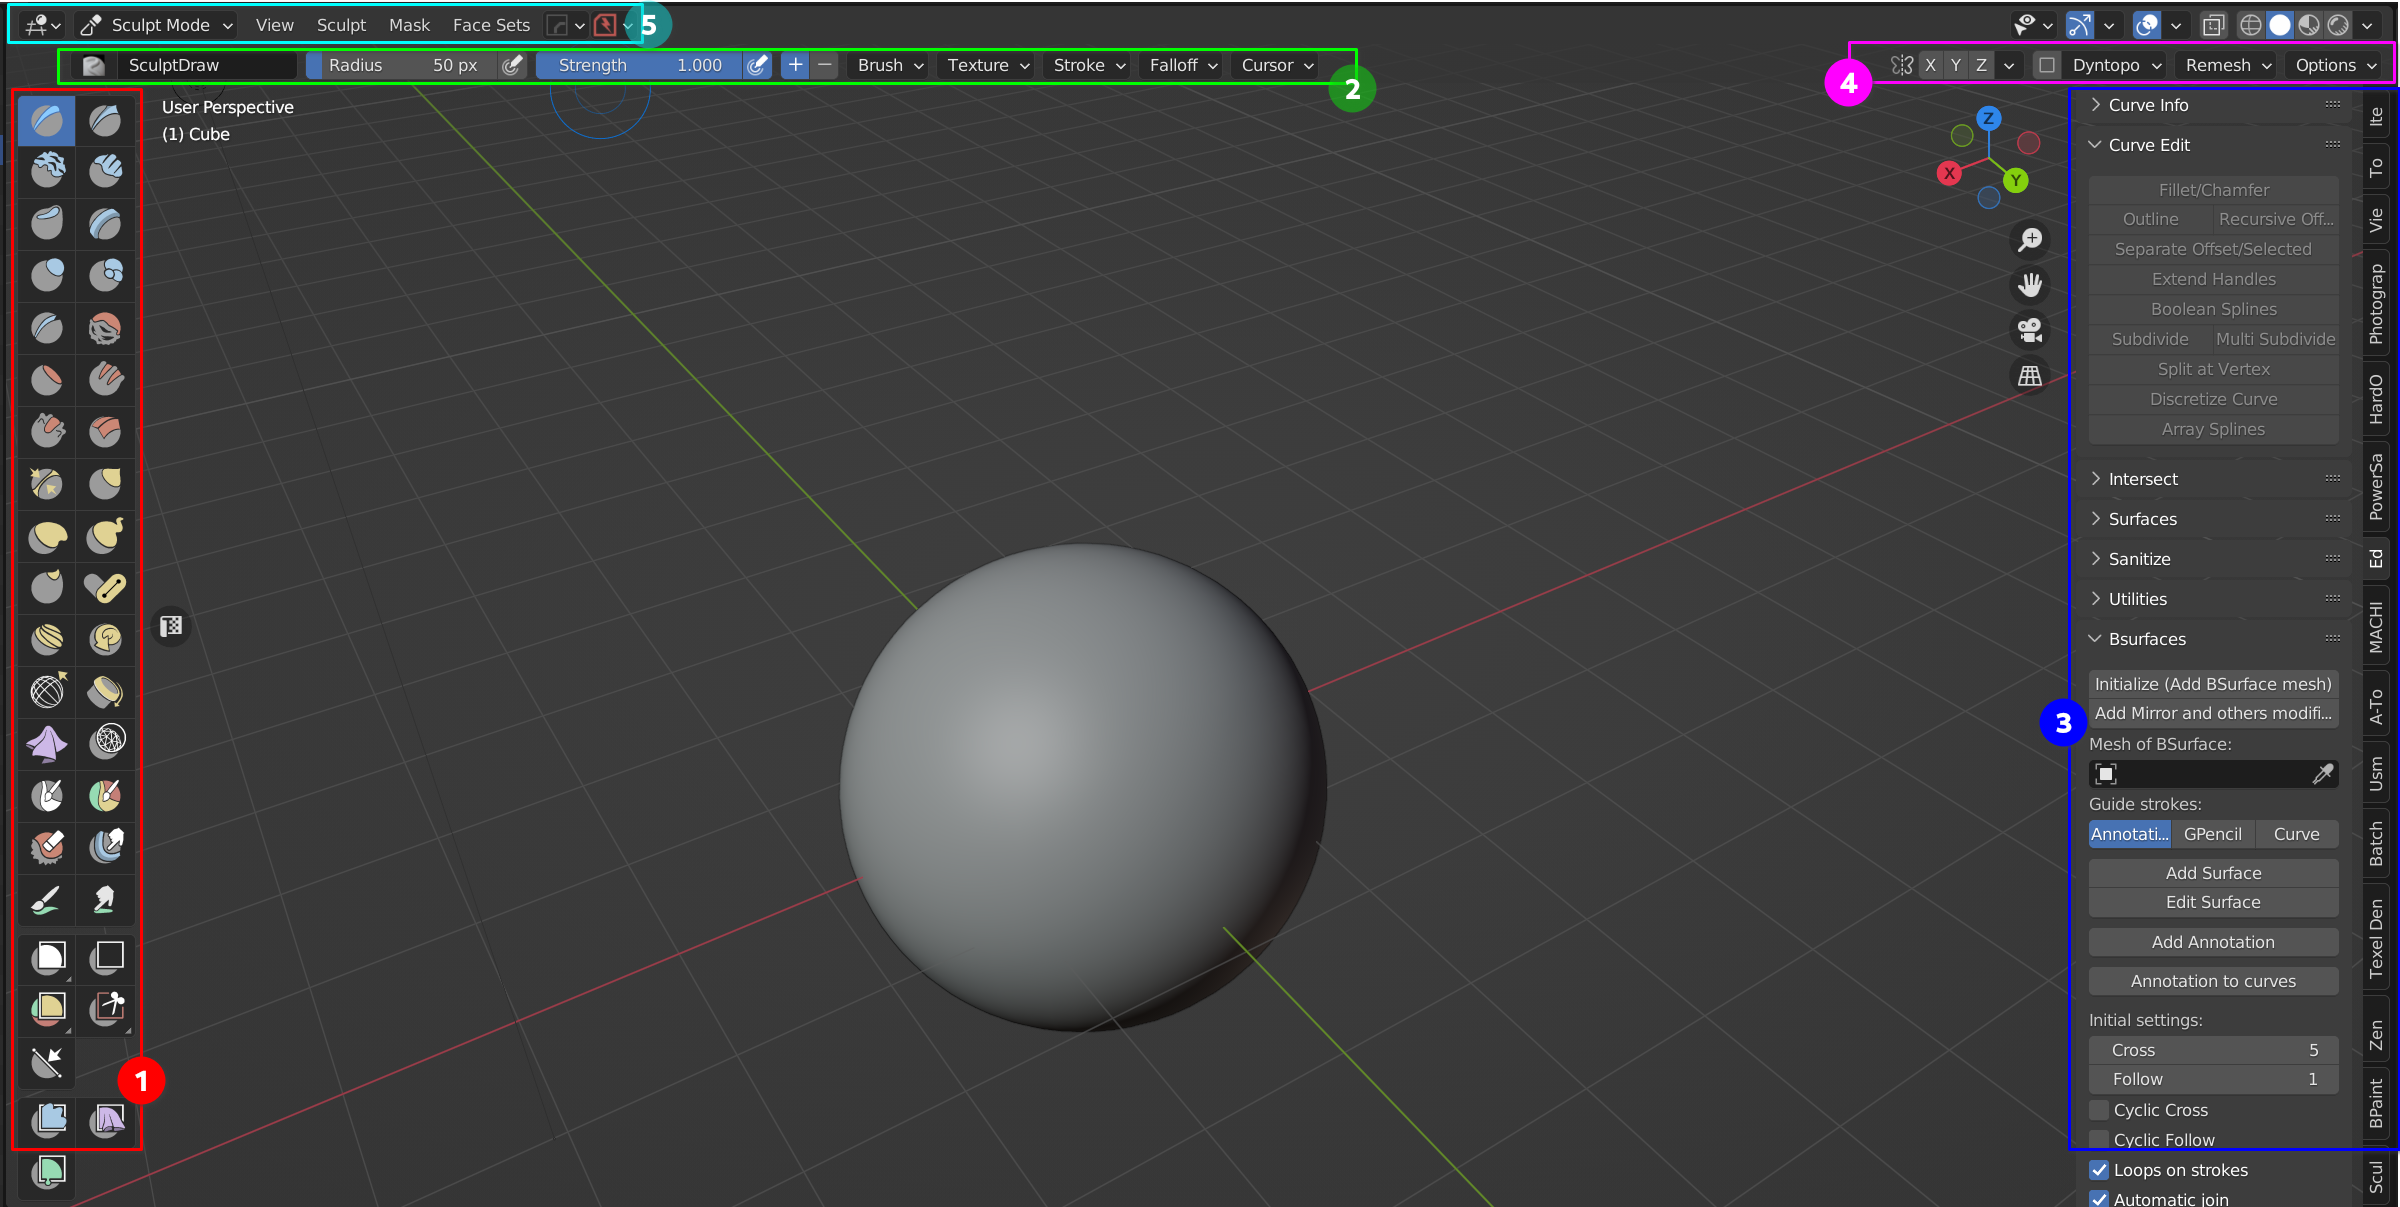 Sculpt Mode View Sculpt Mask Face Sets 5
SculptDraw Radius 50 px Strength 1.000 + − Brush Texture Stroke Falloff Cursor
2
4
X Y Z Dyntopo Remesh Options
User Perspective
(1) Cube
Z
X
Y
1
3
Curve Info
Curve Edit
Fillet/Chamfer
Outline Recursive Off...
Separate Offset/Selected
Extend Handles
Boolean Splines
Subdivide Multi Subdivide
Split at Vertex
Discretize Curve
Array Splines
Intersect
Surfaces
Sanitize
Utilities
Bsurfaces
Initialize (Add BSurface mesh)
Add Mirror and others modifi...
Mesh of BSurface:
Guide strokes:
Annotati... GPencil Curve
Add Surface
Edit Surface
Add Annotation
Annotation to curves
Initial settings:
Cross 5
Follow 1
Cyclic Cross
Cyclic Follow
Loops on strokes
Automatic join
Ite
To
Vie
Photograp
HardO
PowerSa
Ed
MACHI
A-To
Usm
Batch
Texel Den
Zen
BPaint
Scul